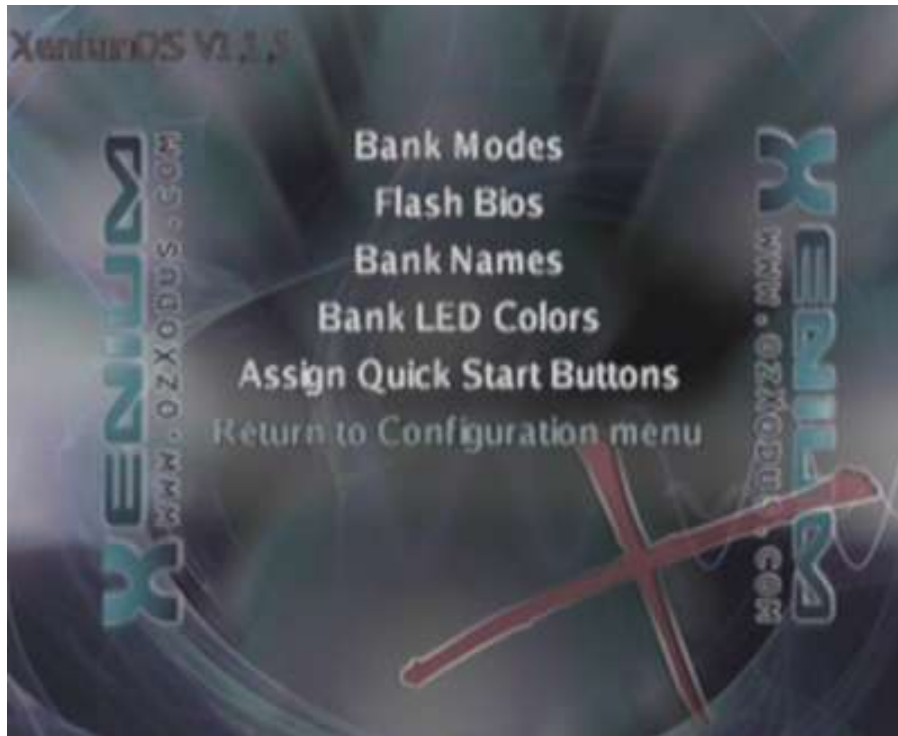 XeniumOS V1.1.5
Bank Modes
Flash Bios
Bank Names
Bank LED Colors
Assign Quick Start Buttons
Return to Configuration menu
XENIUM
WWW.OZXODUS.COM
XENIUM
WWW.OZXODUS.COM